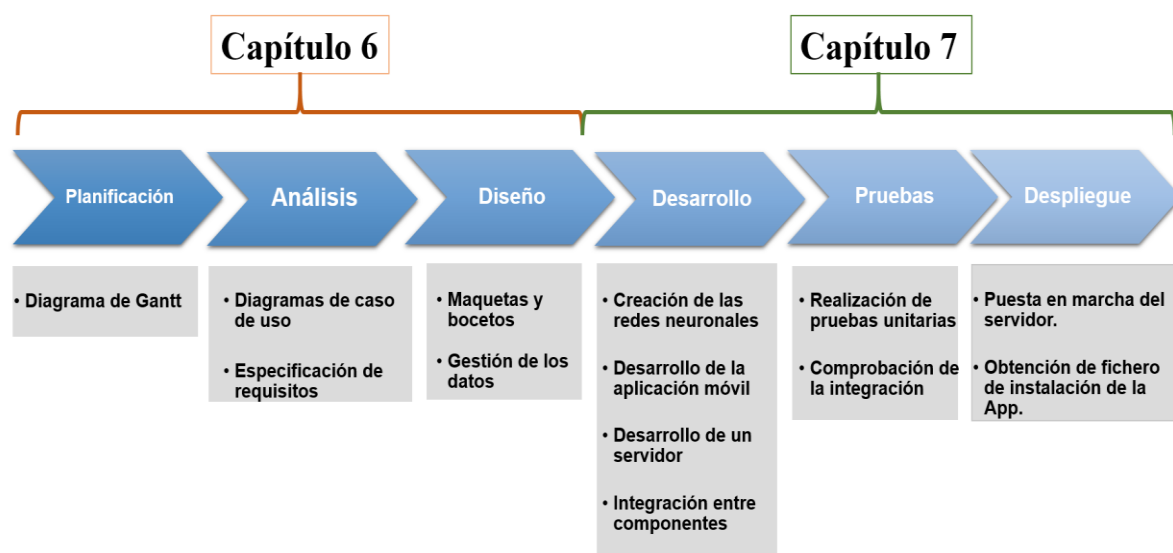 Capítulo 6
Capítulo 7
Planificación
Análisis
Diseño
Desarrollo
Pruebas
Despliegue
• Diagrama de Gantt
• Diagramas de caso
de uso
• Especificación de
requisitos
• Maquetas y
bocetos
• Gestión de los
datos
• Creación de las
redes neuronales
• Desarrollo de la
aplicación móvil
• Desarrollo de un
servidor
• Integración entre
componentes
• Realización de
pruebas unitarias
• Comprobación de
la integración
• Puesta en marcha del
servidor.
• Obtención de fichero
de instalación de la
App.